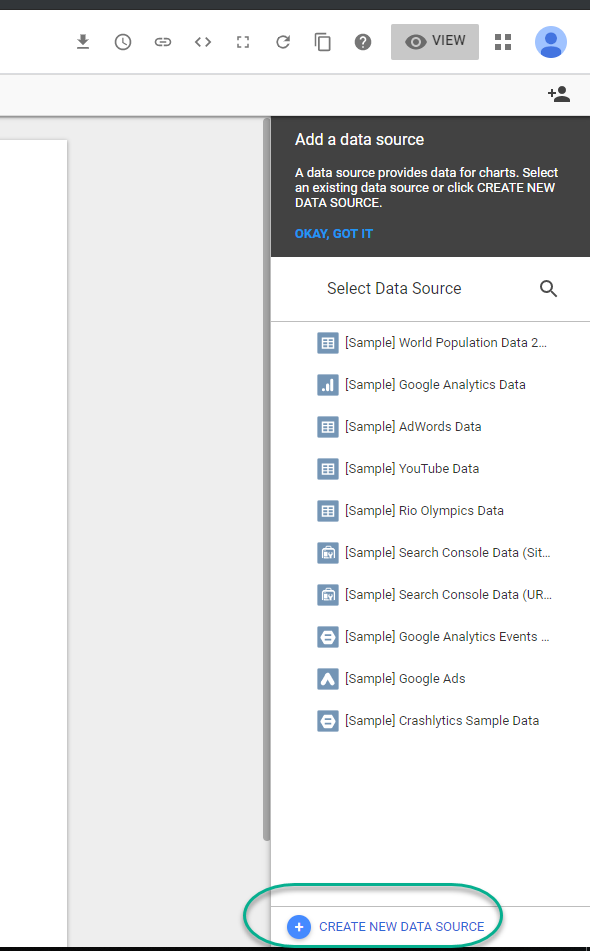 VIEW
Add a data source
A data source provides data for charts. Select
an existing data source or click CREATE NEW
DATA SOURCE.
OKAY, GOT IT
Select Data Source
[Sample] World Population Data 2...
[Sample] Google Analytics Data
[Sample] AdWords Data
[Sample] YouTube Data
[Sample] Rio Olympics Data
[Sample] Search Console Data (Sit...
[Sample] Search Console Data (UR...
[Sample] Google Analytics Events ...
[Sample] Google Ads
[Sample] Crashlytics Sample Data
CREATE NEW DATA SOURCE